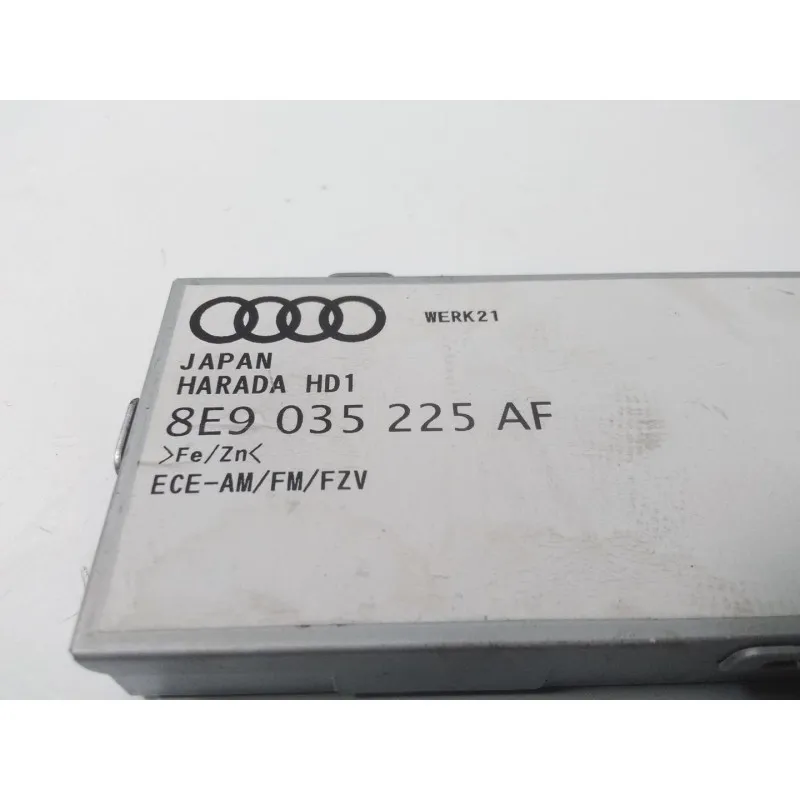 WERK21
JAPAN
HARADA HD1
8E9 035 225 AF
>Fe/Zn<
ECE-AM/FM/FZV